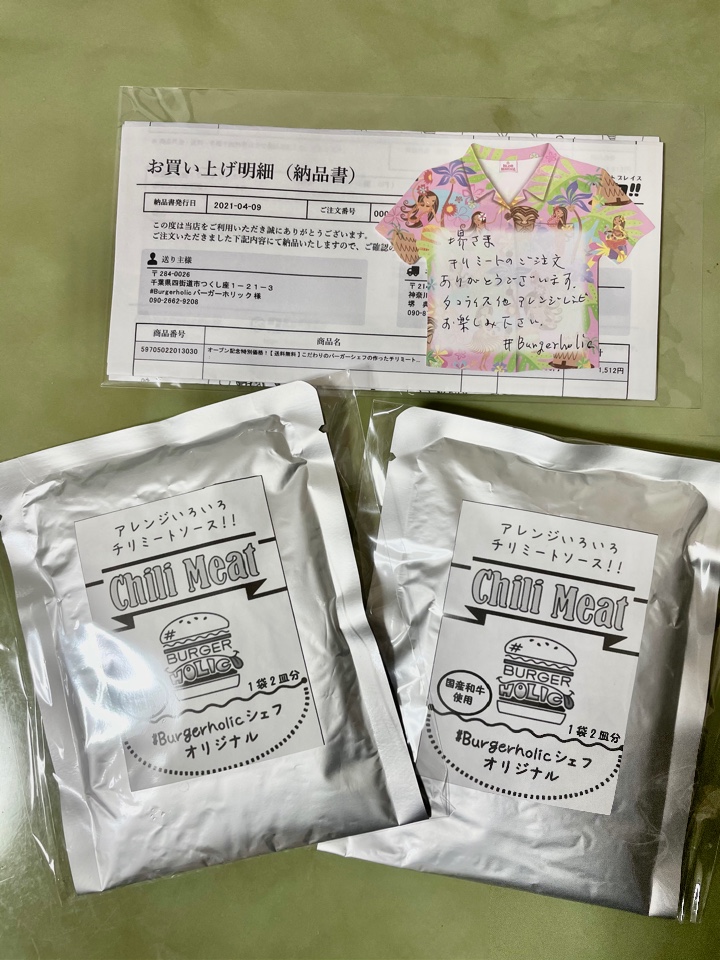 お買い上げ明細（納品書）
プレイス
納品書発行日 2021-04-09 ご注文番号 000
この度は当店をご利用いただき誠にありがとうございます。
ご注文いただきました下記内容にて納品いたしますので、ご確認
送り主様
〒284-0026
千葉県四街道市つくし座１－２１－３
#Burgerholic バーガーホリック 様
090-2662-9208
〒21
神奈川
堺
090-8
商品番号 商品名
59705022013030 オープン記念特別価格！【送料無料】こだわりのバーガーシェフの作ったチリミート... 1,512円
堺さま
チリミートのご注文
ありがとうございます。
タコライス他 アレンジレシピ
お楽しみ下さい。
#Burgerholic
アレンジいろいろ
チリミートソース!!
Chili Meat
#
BURGER
HOLIC
1袋2皿分
#Burgerholicシェフ
オリジナル
アレンジいろいろ
チリミートソース!!
Chili Meat
#
BURGER
HOLIC
国産和牛
使用
1袋2皿分
#Burgerholicシェフ
オリジナル